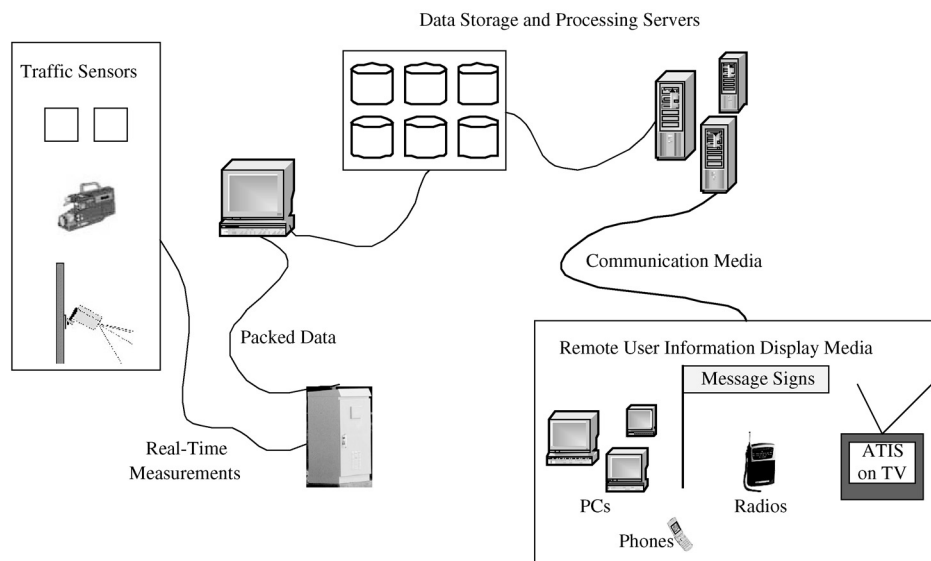 Data Storage and Processing Servers
Traffic Sensors
Communication Media
Packed Data
Remote User Information Display Media
Message Signs
Real-Time
Measurements
ATIS
on TV
PCs
Radios
Phones